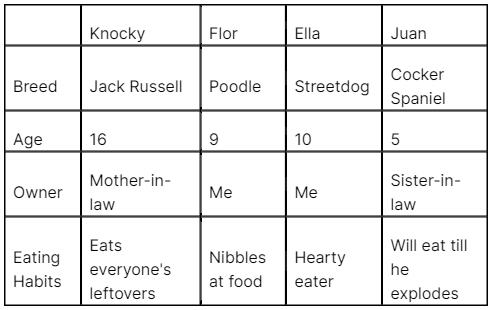 Knocky Flor Ella Juan
Breed Jack Russell Poodle Streetdog Cocker Spaniel
Age 16 9 10 5
Owner Mother-in-law Me Me Sister-in-law
Eating Habits Eats everyone's leftovers Nibbles at food Hearty eater Will eat till he explodes